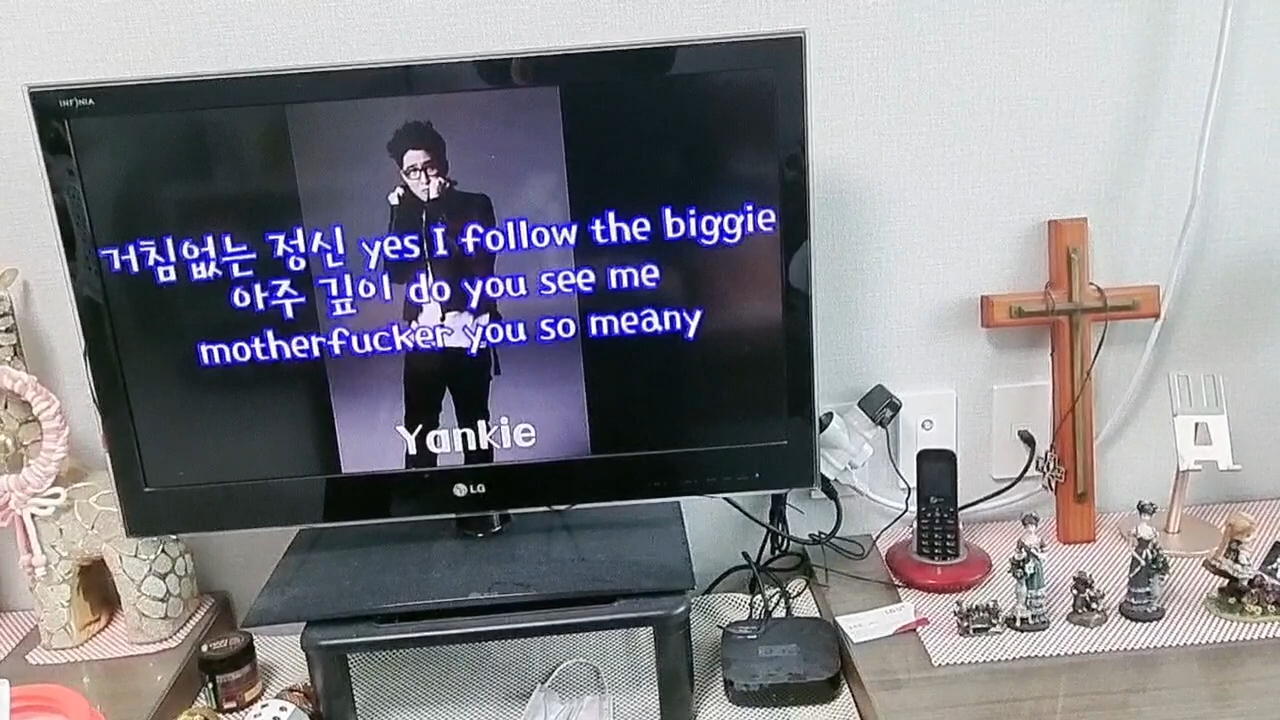 INFINIA
거침없는 정신 yes I follow the biggie
아주 깊이 do you see me
motherfucker you so meany
Yankie
LG